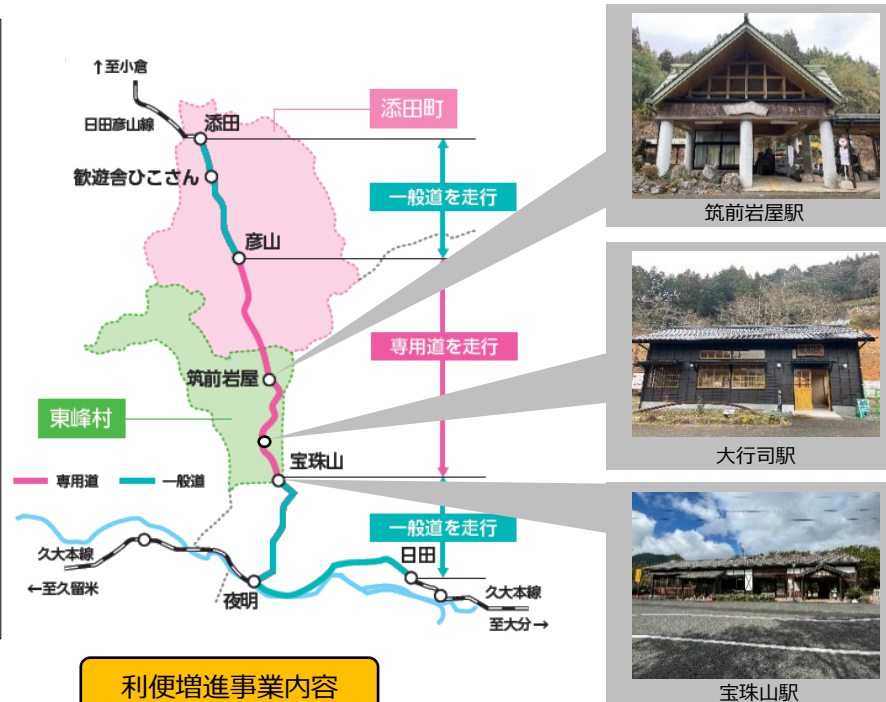 ↑至小倉
日田彦山線
添田
添田町
歓遊舎ひこさん
一般道を走行
彦山
専用道を走行
筑前岩屋
東峰村
宝珠山
専用道
一般道
一般道を走行
久大本線
←至久留米
夜明
日田
久大本線
至大分→
利便増進事業内容
筑前岩屋駅
大行司駅
宝珠山駅